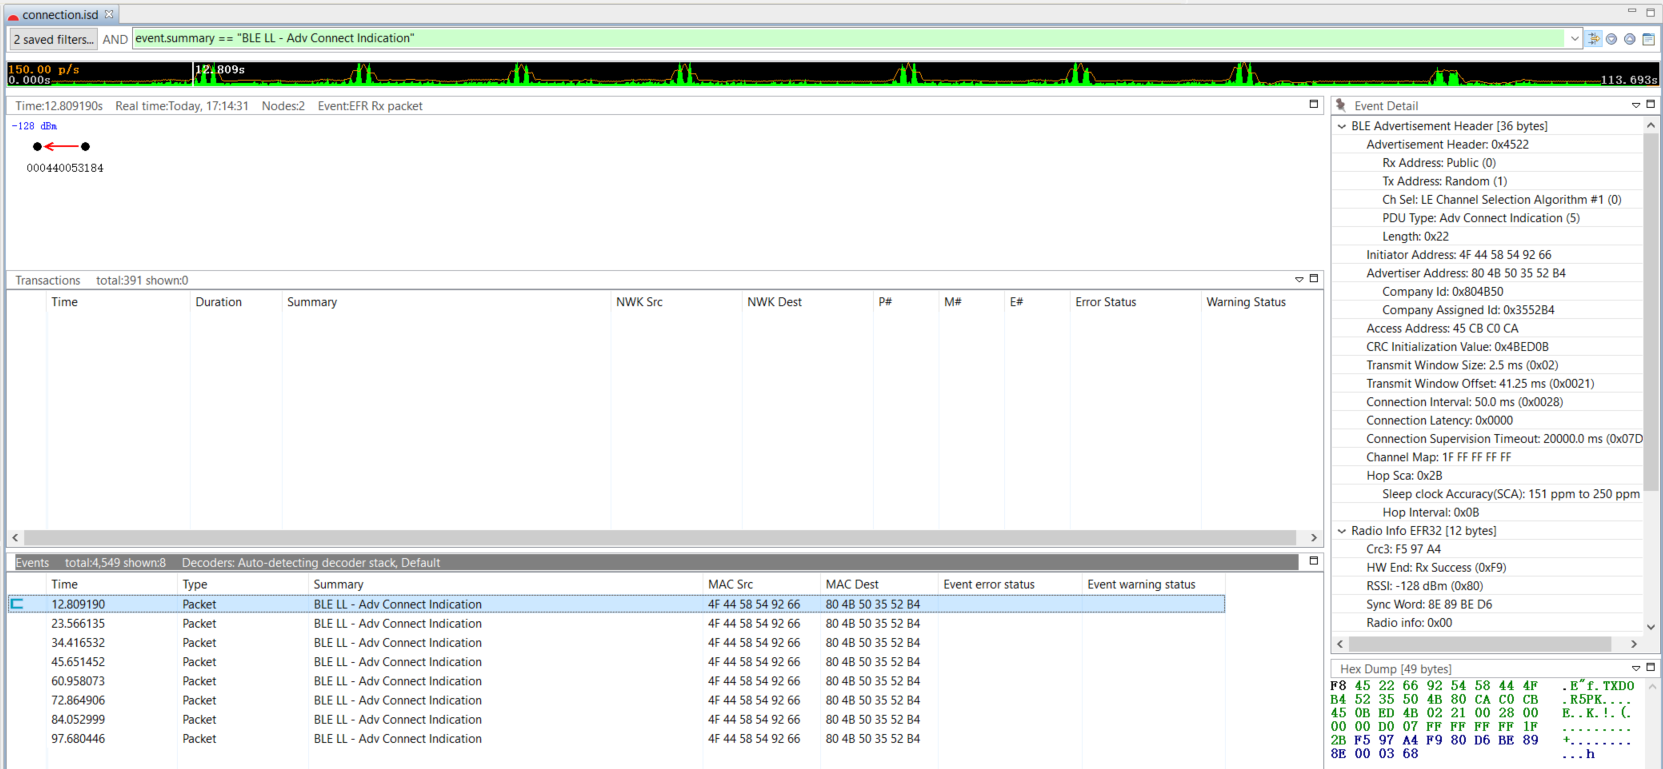 connection.isd
2 saved filters... AND event.summary == "BLE LL - Adv Connect Indication"
150.00 p/s 12.809s
0.000s 113.693s
Time:12.809190s Real time:Today, 17:14:31 Nodes:2 Event:EFR Rx packet
-128 dBm
000440053184
Transactions total:391 shown:0
Time Duration Summary NWK Src NWK Dest P# M# E# Error Status Warning Status
Events total:4,549 shown:8 Decoders: Auto-detecting decoder stack, Default
Time Type Summary MAC Src MAC Dest Event error status Event warning status
12.809190 Packet BLE LL - Adv Connect Indication 4F 44 58 54 92 66 80 4B 50 35 52 B4
23.566135 Packet BLE LL - Adv Connect Indication 4F 44 58 54 92 66 80 4B 50 35 52 B4
34.416532 Packet BLE LL - Adv Connect Indication 4F 44 58 54 92 66 80 4B 50 35 52 B4
45.651452 Packet BLE LL - Adv Connect Indication 4F 44 58 54 92 66 80 4B 50 35 52 B4
60.958073 Packet BLE LL - Adv Connect Indication 4F 44 58 54 92 66 80 4B 50 35 52 B4
72.864906 Packet BLE LL - Adv Connect Indication 4F 44 58 54 92 66 80 4B 50 35 52 B4
84.052999 Packet BLE LL - Adv Connect Indication 4F 44 58 54 92 66 80 4B 50 35 52 B4
97.680446 Packet BLE LL - Adv Connect Indication 4F 44 58 54 92 66 80 4B 50 35 52 B4
Event Detail
BLE Advertisement Header [36 bytes]
Advertisement Header: 0x4522
Rx Address: Public (0)
Tx Address: Random (1)
Ch Sel: LE Channel Selection Algorithm #1 (0)
PDU Type: Adv Connect Indication (5)
Length: 0x22
Initiator Address: 4F 44 58 54 92 66
Advertiser Address: 80 4B 50 35 52 B4
Company Id: 0x804B50
Company Assigned Id: 0x3552B4
Access Address: 45 CB C0 CA
CRC Initialization Value: 0x4BED0B
Transmit Window Size: 2.5 ms (0x02)
Transmit Window Offset: 41.25 ms (0x0021)
Connection Interval: 50.0 ms (0x0028)
Connection Latency: 0x0000
Connection Supervision Timeout: 20000.0 ms (0x07D
Channel Map: 1F FF FF FF FF
Hop Sca: 0x2B
Sleep clock Accuracy(SCA): 151 ppm to 250 ppm
Hop Interval: 0x0B
Radio Info EFR32 [12 bytes]
Crc3: F5 97 A4
HW End: Rx Success (0xF9)
RSSI: -128 dBm (0x80)
Sync Word: 8E 89 BE D6
Radio info: 0x00
Hex Dump [49 bytes]
F8 45 22 66 92 54 58 44 4F .E"f.TXDO
B4 52 35 50 4B 80 CA C0 CB .R5PK....
45 0B ED 4B 02 21 00 28 00 E..K.!.(.
00 00 D0 07 FF FF FF FF 1F .........
2B F5 97 A4 F9 80 D6 BE 89 +........
8E 00 03 68 ...h